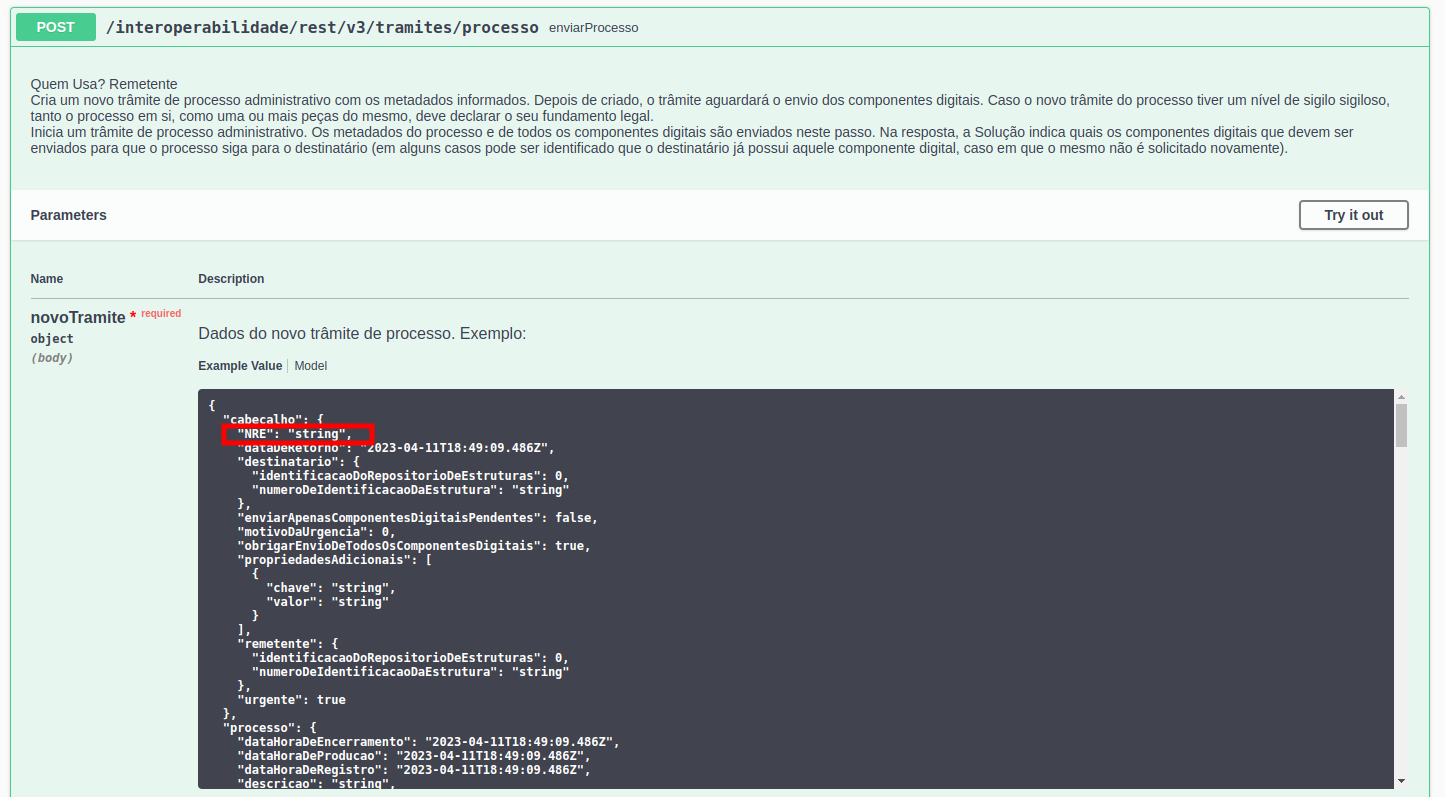 POST /interoperabilidade/rest/v3/tramites/processo enviarProcesso
Quem Usa? Remetente
Cria um novo trâmite de processo administrativo com os metadados informados. Depois de criado, o trâmite aguardará o envio dos componentes digitais. Caso o novo trâmite do processo tiver um nível de sigilo sigiloso,
tanto o processo em si, como uma ou mais peças do mesmo, deve declarar o seu fundamento legal.
Inicia um trâmite de processo administrativo. Os metadados do processo e de todos os componentes digitais são enviados neste passo. Na resposta, a Solução indica quais os componentes digitais que devem ser
enviados para que o processo siga para o destinatário (em alguns casos pode ser identificado que o destinatário já possui aquele componente digital, caso em que o mesmo não é solicitado novamente).
Parameters Try it out
Name Description
novoTramite * required
object
(body)
Dados do novo trâmite de processo. Exemplo:
Example Value Model
{
"cabecalho": {
"NRE": "string",
"dataDeRetorno": "2023-04-11T18:49:09.486Z",
"destinatario": {
"identificacaoDoRepositorioDeEstruturas": 0,
"numeroDeIdentificacaoDaEstrutura": "string"
},
"enviarApenasComponentesDigitaisPendentes": false,
"motivoDaUrgencia": 0,
"obrigarEnvioDeTodosOsComponentesDigitais": true,
"propriedadesAdicionais": [
{
"chave": "string",
"valor": "string"
}
],
"remetente": {
"identificacaoDoRepositorioDeEstruturas": 0,
"numeroDeIdentificacaoDaEstrutura": "string"
},
"urgente": true
},
"processo": {
"dataHoraDeEncerramento": "2023-04-11T18:49:09.486Z",
"dataHoraDeProducao": "2023-04-11T18:49:09.486Z",
"dataHoraDeRegistro": "2023-04-11T18:49:09.486Z",
"descricao": "string",